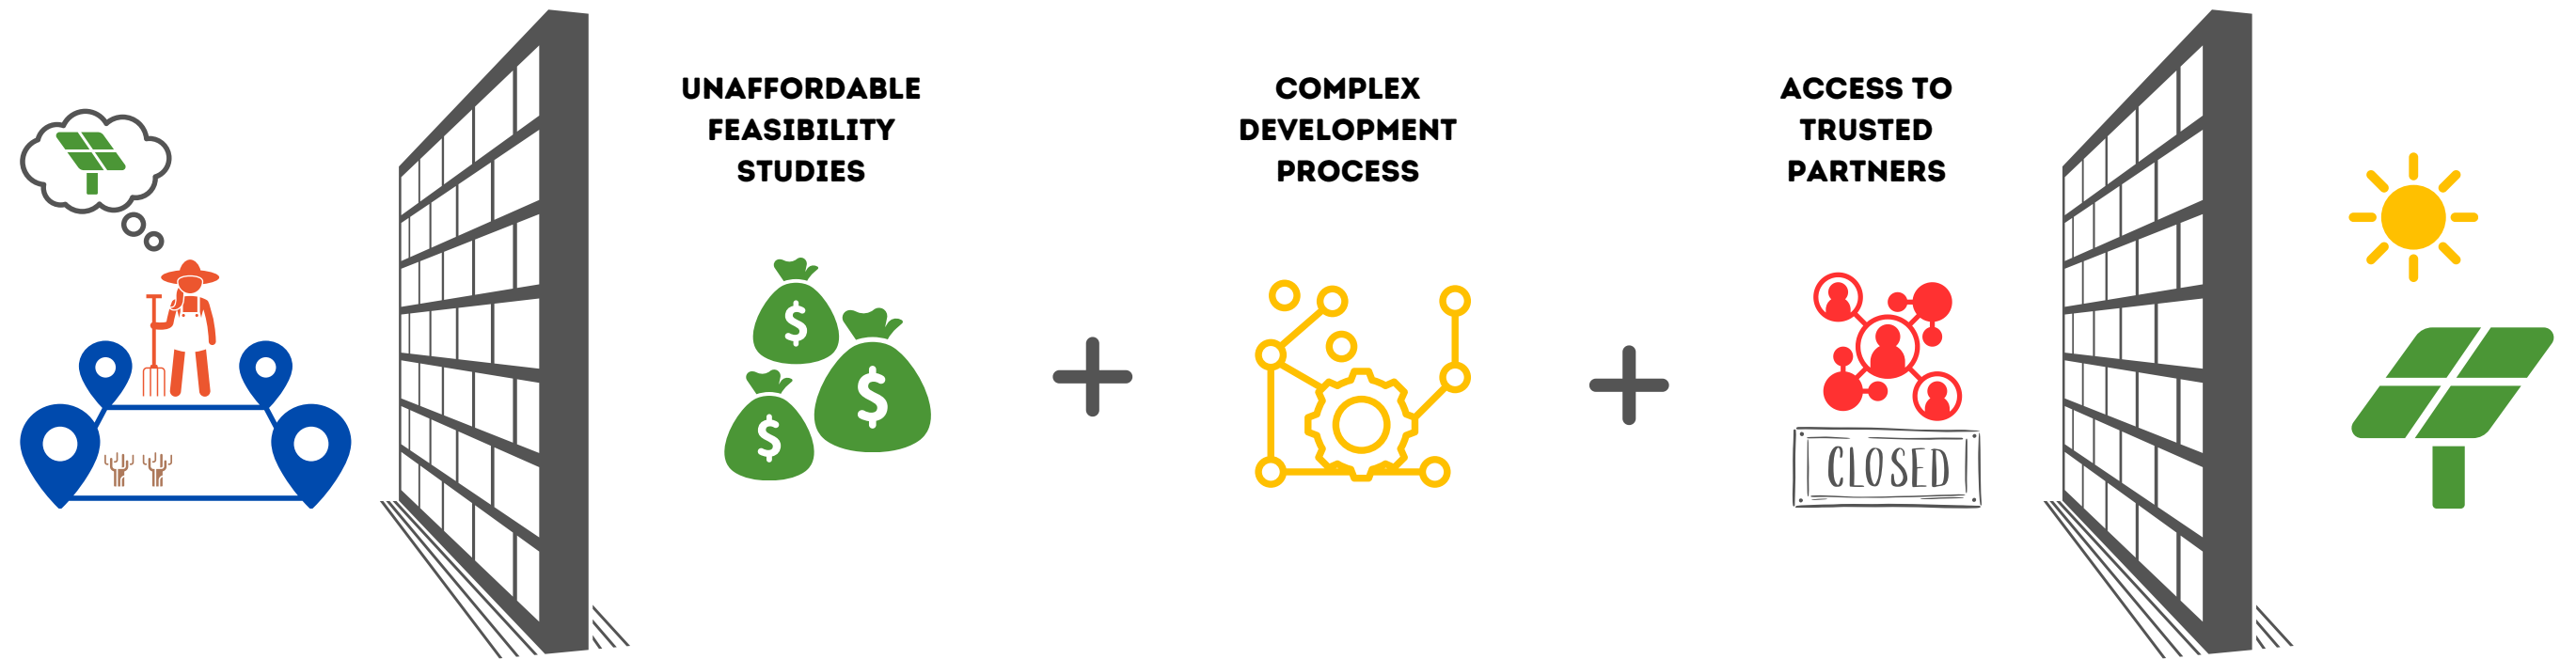 UNAFFORDABLE
FEASIBILITY
STUDIES
$
$
$
COMPLEX
DEVELOPMENT
PROCESS
ACCESS TO
TRUSTED
PARTNERS
CLOSED